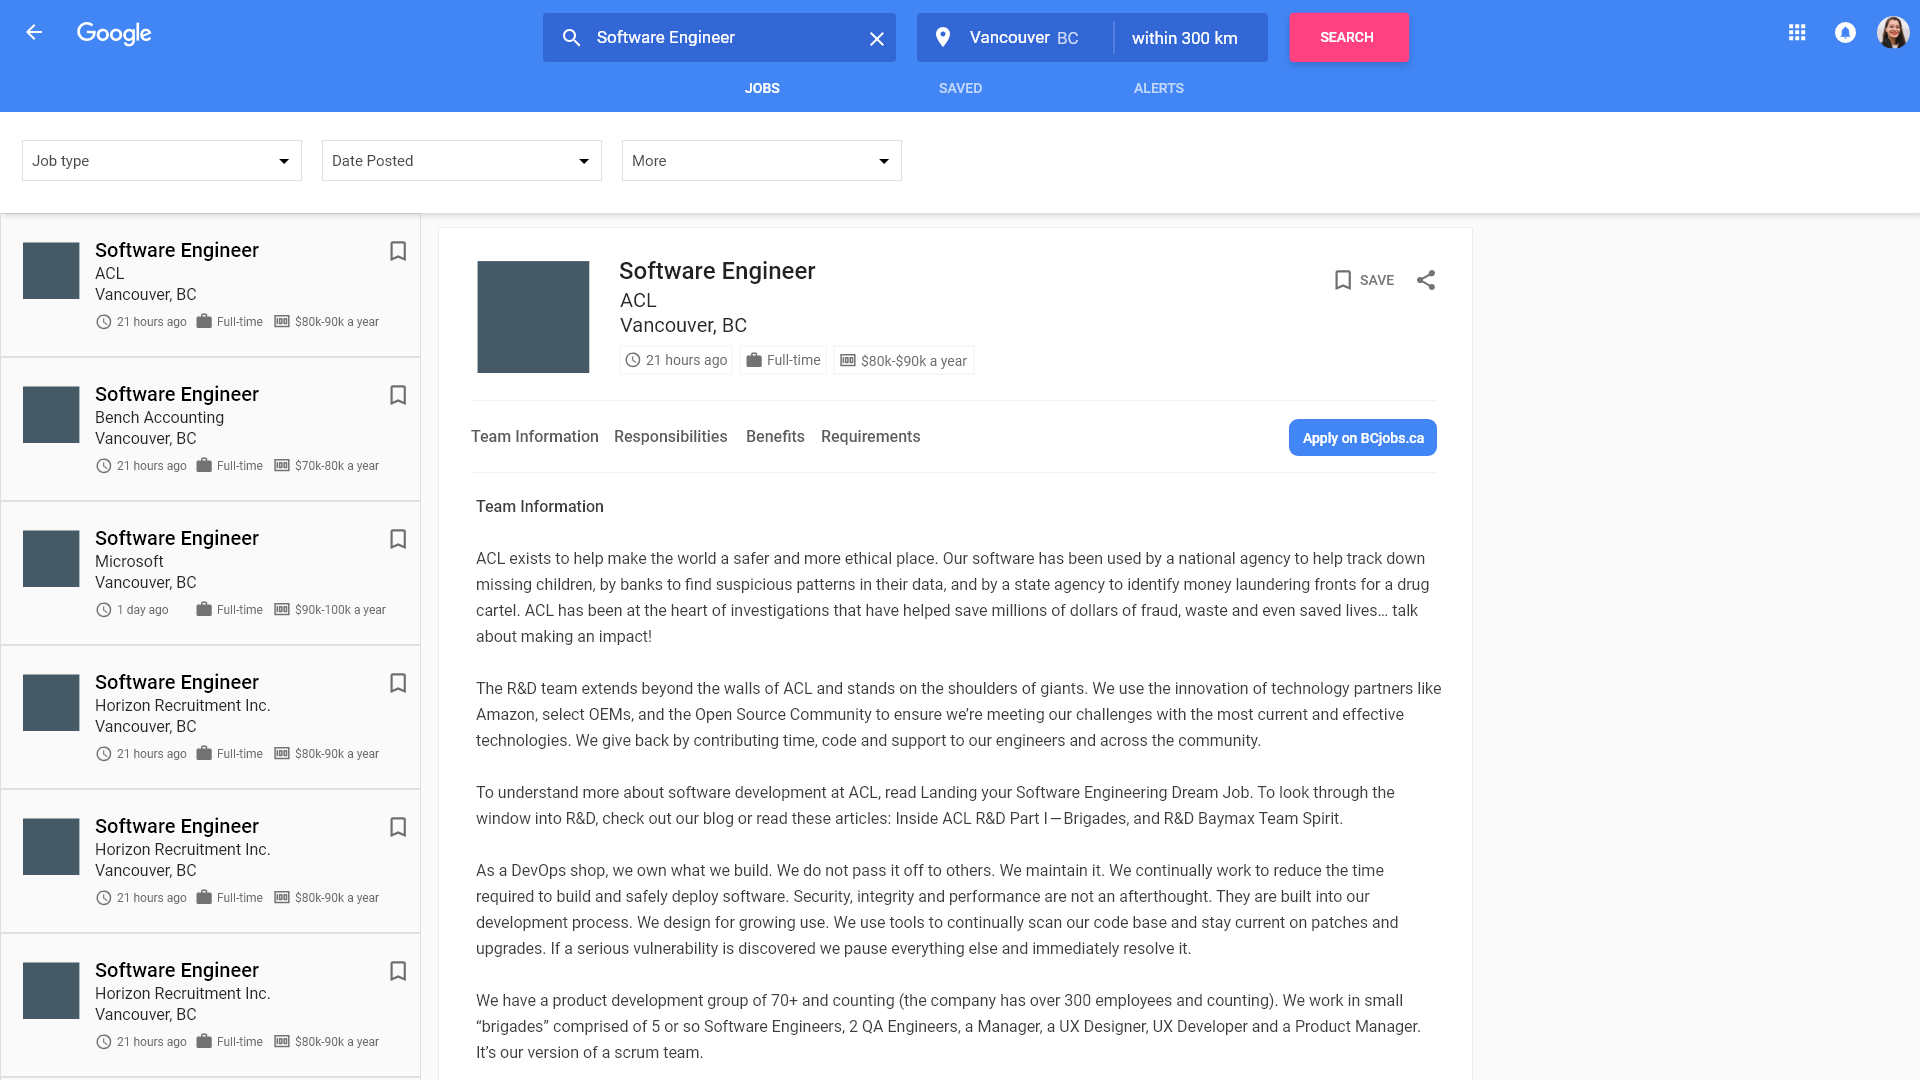 Google
Software Engineer
Vancouver BC
within 300 km
SEARCH
JOBS
SAVED
ALERTS
Job type
Date Posted
More
Software Engineer
ACL
Vancouver, BC
21 hours ago Full-time $80k-90k a year
Software Engineer
Bench Accounting
Vancouver, BC
21 hours ago Full-time $70k-80k a year
Software Engineer
Microsoft
Vancouver, BC
1 day ago Full-time $90k-100k a year
Software Engineer
Horizon Recruitment Inc.
Vancouver, BC
21 hours ago Full-time $80k-90k a year
Software Engineer
Horizon Recruitment Inc.
Vancouver, BC
21 hours ago Full-time $80k-90k a year
Software Engineer
Horizon Recruitment Inc.
Vancouver, BC
21 hours ago Full-time $80k-90k a year
Software Engineer
ACL
Vancouver, BC
21 hours ago Full-time $80k-$90k a year
SAVE
Team Information Responsibilities Benefits Requirements
Apply on BCjobs.ca
Team Information
ACL exists to help make the world a safer and more ethical place. Our software has been used by a national agency to help track down
missing children, by banks to find suspicious patterns in their data, and by a state agency to identify money laundering fronts for a drug
cartel. ACL has been at the heart of investigations that have helped save millions of dollars of fraud, waste and even saved lives… talk
about making an impact!
The R&D team extends beyond the walls of ACL and stands on the shoulders of giants. We use the innovation of technology partners like
Amazon, select OEMs, and the Open Source Community to ensure we're meeting our challenges with the most current and effective
technologies. We give back by contributing time, code and support to our engineers and across the community.
To understand more about software development at ACL, read Landing your Software Engineering Dream Job. To look through the
window into R&D, check out our blog or read these articles: Inside ACL R&D Part I — Brigades, and R&D Baymax Team Spirit.
As a DevOps shop, we own what we build. We do not pass it off to others. We maintain it. We continually work to reduce the time
required to build and safely deploy software. Security, integrity and performance are not an afterthought. They are built into our
development process. We design for growing use. We use tools to continually scan our code base and stay current on patches and
upgrades. If a serious vulnerability is discovered we pause everything else and immediately resolve it.
We have a product development group of 70+ and counting (the company has over 300 employees and counting). We work in small
“brigades” comprised of 5 or so Software Engineers, 2 QA Engineers, a Manager, a UX Designer, UX Developer and a Product Manager.
It’s our version of a scrum team.